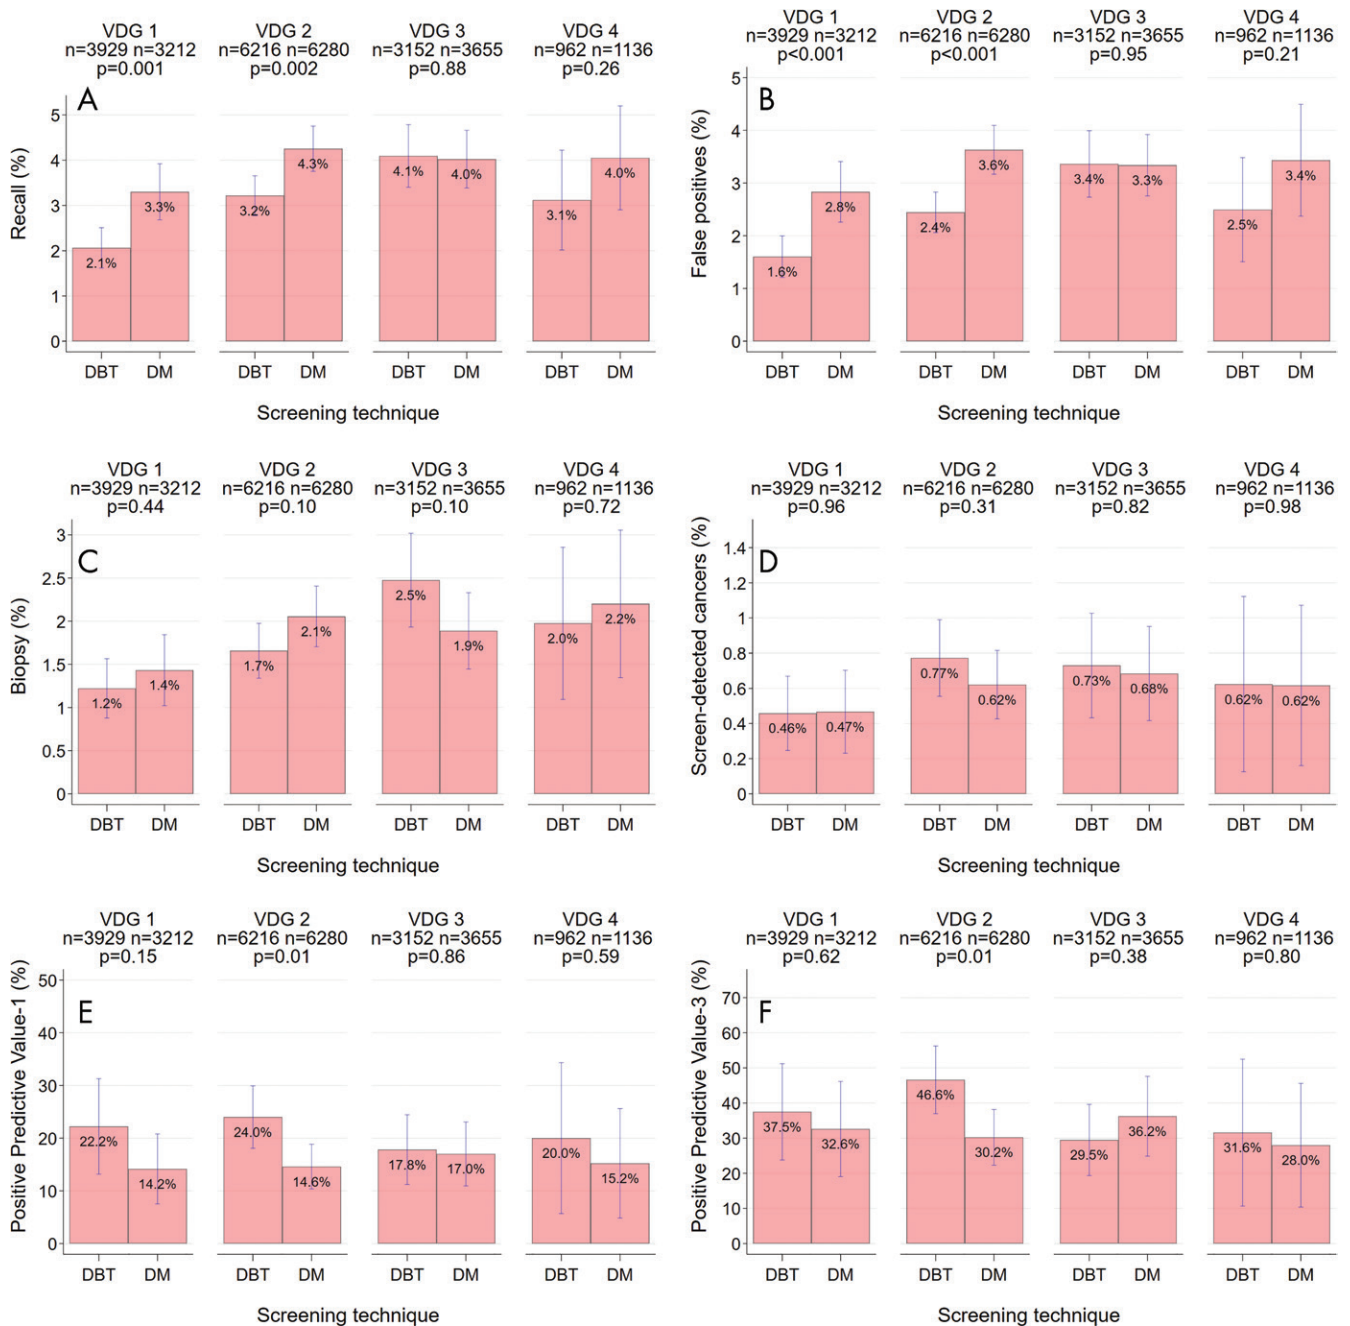 VDG 1 VDG 2 VDG 3 VDG 4
n=3929 n=3212 n=6216 n=6280 n=3152 n=3655 n=962 n=1136
p=0.001 p=0.002 p=0.88 p=0.26
A
Recall (%)
5
4
3
2
1
0
2.1% 3.3% 3.2% 4.3% 4.1% 4.0% 3.1% 4.0%
DBT DM DBT DM DBT DM DBT DM
Screening technique
VDG 1 VDG 2 VDG 3 VDG 4
n=3929 n=3212 n=6216 n=6280 n=3152 n=3655 n=962 n=1136
p<0.001 p<0.001 p=0.95 p=0.21
B
False positives (%)
5
4
3
2
1
0
1.6% 2.8% 2.4% 3.6% 3.4% 3.3% 2.5% 3.4%
DBT DM DBT DM DBT DM DBT DM
Screening technique
VDG 1 VDG 2 VDG 3 VDG 4
n=3929 n=3212 n=6216 n=6280 n=3152 n=3655 n=962 n=1136
p=0.44 p=0.10 p=0.10 p=0.72
C
Biopsy (%)
3
2.5
2
1.5
1
0.5
0
1.2% 1.4% 1.7% 2.1% 2.5% 1.9% 2.0% 2.2%
DBT DM DBT DM DBT DM DBT DM
Screening technique
VDG 1 VDG 2 VDG 3 VDG 4
n=3929 n=3212 n=6216 n=6280 n=3152 n=3655 n=962 n=1136
p=0.96 p=0.31 p=0.82 p=0.98
D
Screen-detected cancers (%)
1.4
1.2
1
0.8
0.6
0.4
0.2
0
0.46% 0.47% 0.77% 0.62% 0.73% 0.68% 0.62% 0.62%
DBT DM DBT DM DBT DM DBT DM
Screening technique
VDG 1 VDG 2 VDG 3 VDG 4
n=3929 n=3212 n=6216 n=6280 n=3152 n=3655 n=962 n=1136
p=0.15 p=0.01 p=0.86 p=0.59
E
Positive Predictive Value-1 (%)
50
40
30
20
10
0
22.2% 14.2% 24.0% 14.6% 17.8% 17.0% 20.0% 15.2%
DBT DM DBT DM DBT DM DBT DM
Screening technique
VDG 1 VDG 2 VDG 3 VDG 4
n=3929 n=3212 n=6216 n=6280 n=3152 n=3655 n=962 n=1136
p=0.62 p=0.01 p=0.38 p=0.80
F
Positive Predictive Value-3 (%)
70
60
50
40
30
20
10
0
37.5% 32.6% 46.6% 30.2% 29.5% 36.2% 31.6% 28.0%
DBT DM DBT DM DBT DM DBT DM
Screening technique